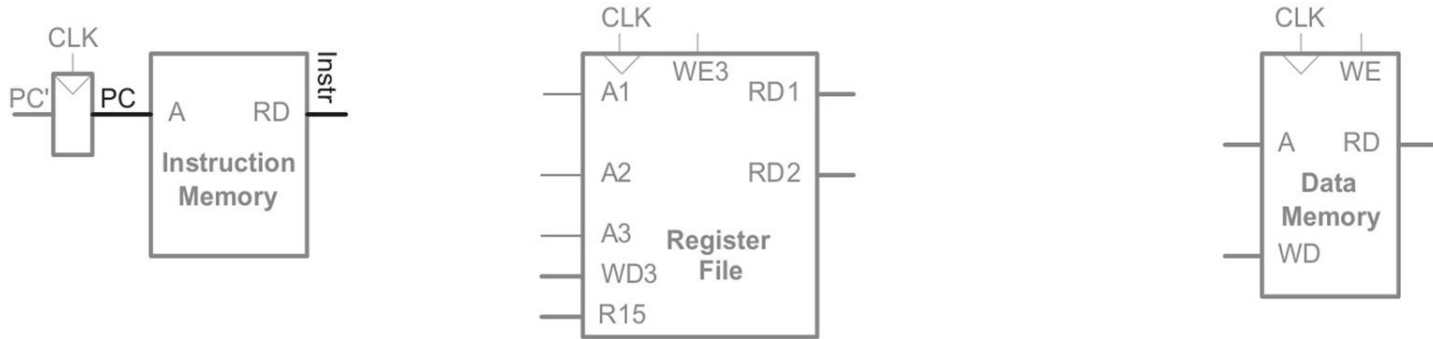 CLK
PC'
PC
A
RD
Instr
Instruction
Memory
CLK
WE3
A1
RD1
A2
RD2
A3
WD3
R15
Register
File
CLK
WE
A
RD
Data
Memory
WD